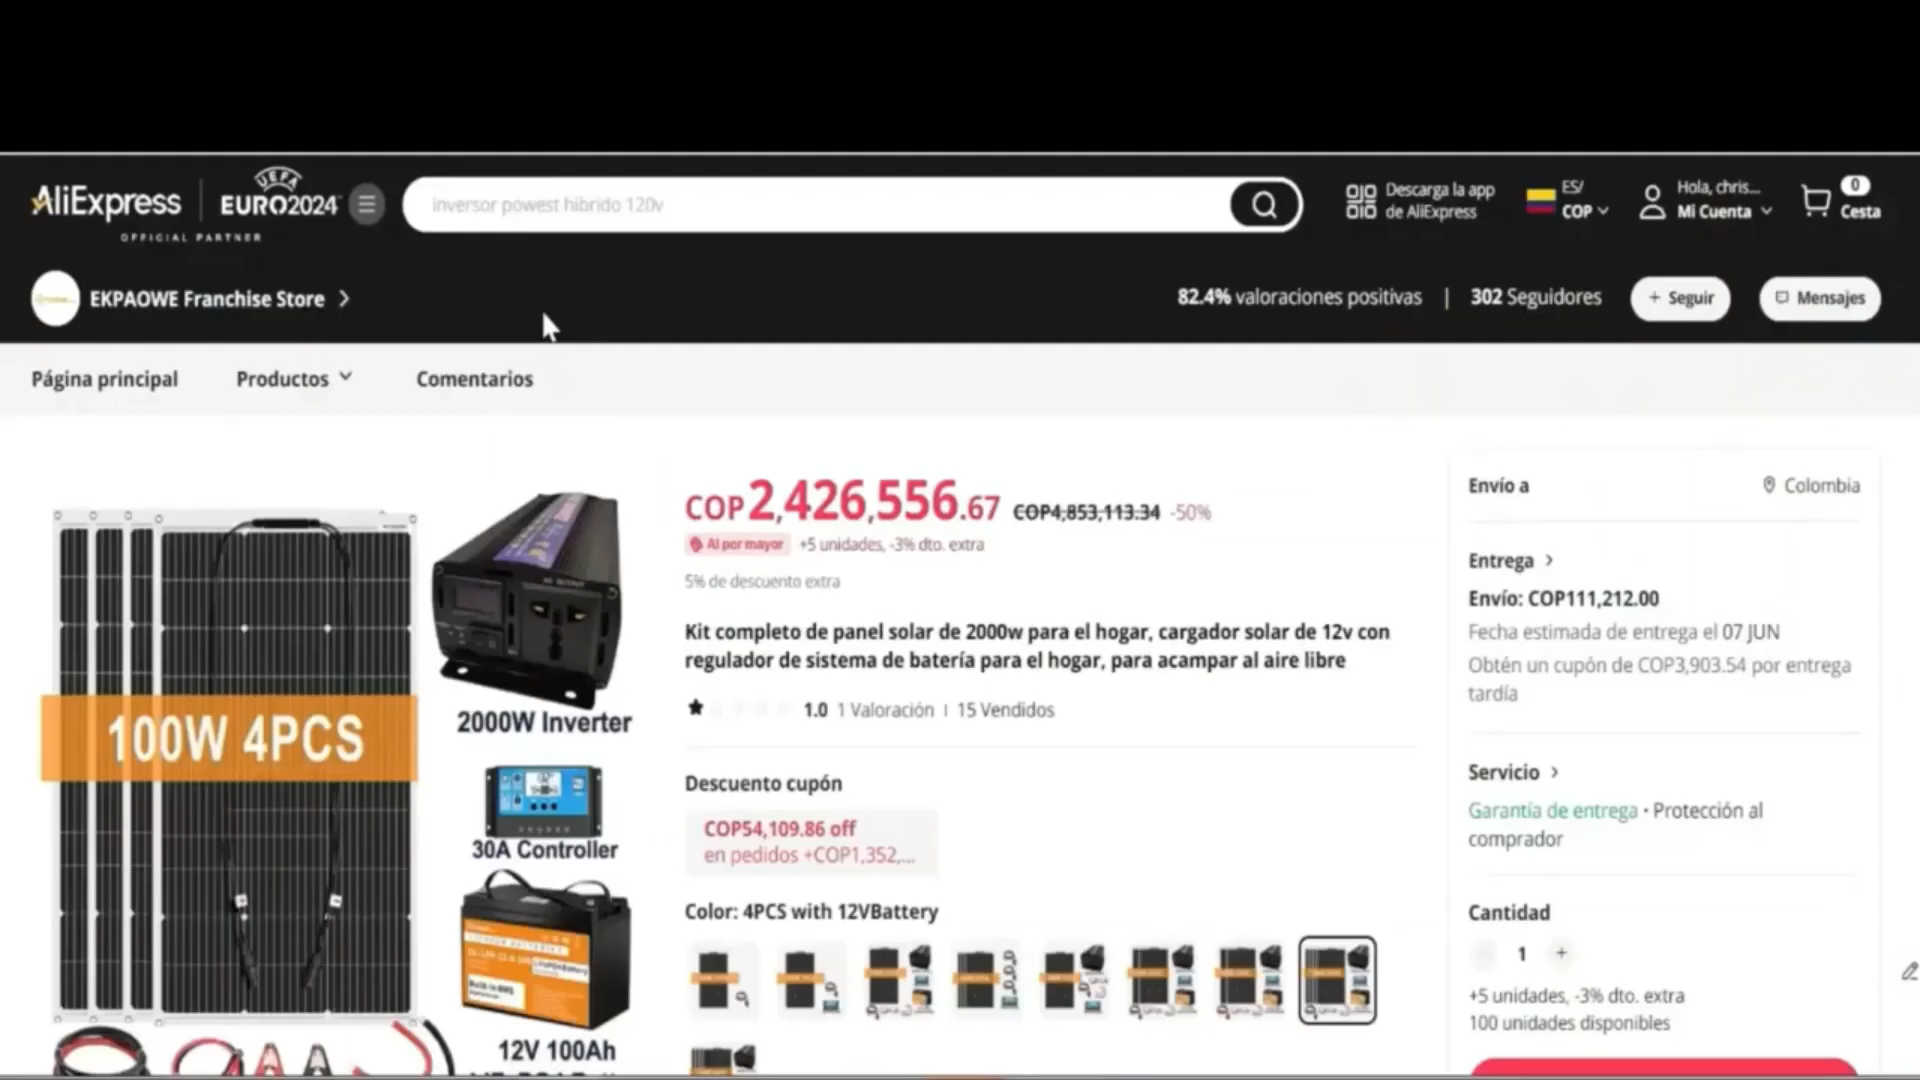 AliExpress
UEFA
EURO2024
OFFICIAL PARTNER
inversor powest hibrido 120v
Descarga la app
de AliExpress
ES/
COP
Hola, chris...
Mi Cuenta
0
Cesta
EKPAOWE Franchise Store
82.4% valoraciones positivas | 302 Seguidores
+ Seguir
Mensajes
Página principal
Productos
Comentarios
100W 4PCS
2000W Inverter
30A Controller
12V 100Ah
COP2,426,556.67 COP4,853,113.34 -50%
Al por mayor +5 unidades, -3% dto. extra
5% de descuento extra
Kit completo de panel solar de 2000w para el hogar, cargador solar de 12v con
regulador de sistema de batería para el hogar, para acampar al aire libre
1.0 1 Valoración | 15 Vendidos
Descuento cupón
COP54,109.86 off
en pedidos +COP1,352,...
Color: 4PCS with 12VBattery
Envío a
Colombia
Entrega
Envío: COP111,212.00
Fecha estimada de entrega el 07 JUN
Obtén un cupón de COP3,903.54 por entrega
tardía
Servicio
Garantía de entrega · Protección al
comprador
Cantidad
1 +
+5 unidades, -3% dto. extra
100 unidades disponibles